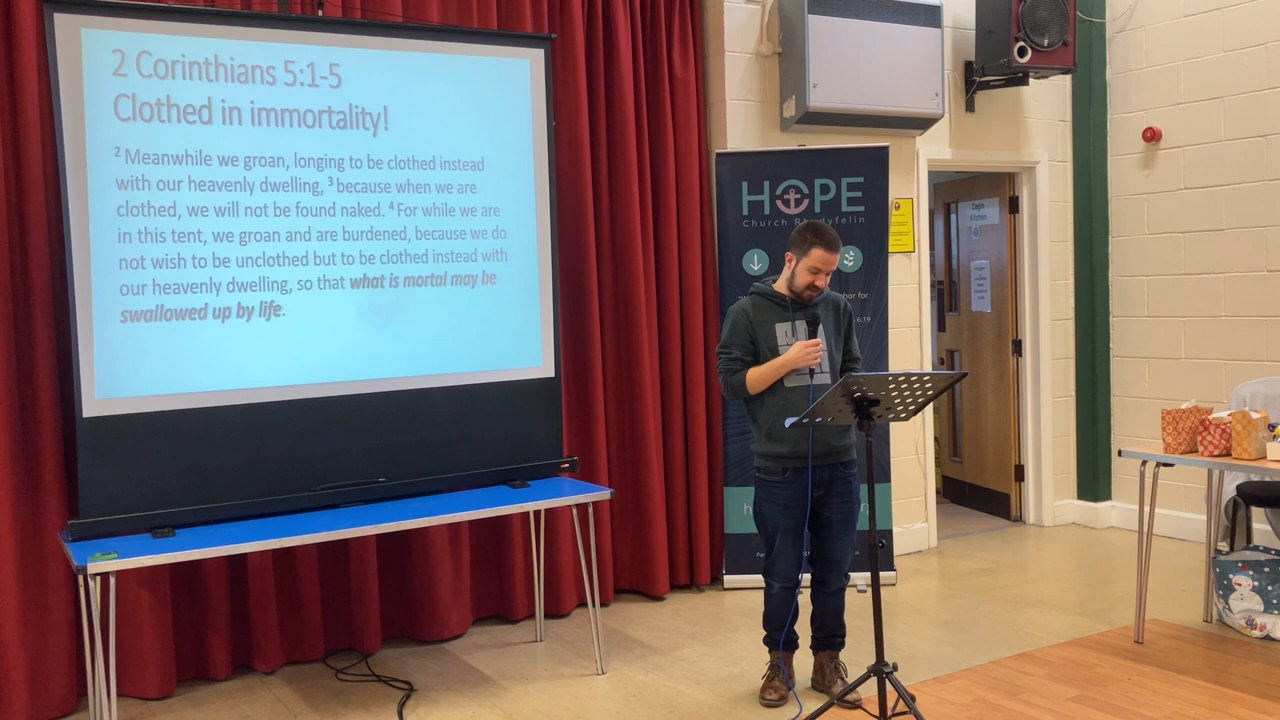 2 Corinthians 5:1-5
Clothed in immortality!
2 Meanwhile we groan, longing to be clothed instead
with our heavenly dwelling, 3 because when we are
clothed, we will not be found naked. 4 For while we are
in this tent, we groan and are burdened, because we do
not wish to be unclothed but to be clothed instead with
our heavenly dwelling, so that what is mortal may be
swallowed up by life.
HOPE
Church
6:19
Cegin
Kitchen